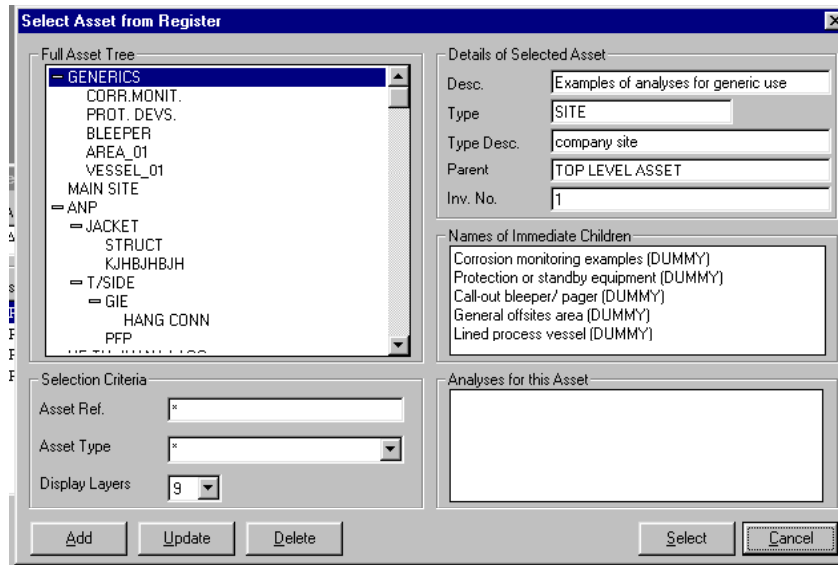 Select Asset from Register
Full Asset Tree
GENERICS
CORR.MONIT.
PROT. DEVS.
BLEEPER
AREA_01
VESSEL_01
MAIN SITE
ANP
JACKET
STRUCT
KJHBJHBJH
T/SIDE
GIE
HANG CONN
PFP
Selection Criteria
Asset Ref. *
Asset Type *
Display Layers 9
Details of Selected Asset
Desc. Examples of analyses for generic use
Type SITE
Type Desc. company site
Parent TOP LEVEL ASSET
Inv. No. 1
Names of Immediate Children
Corrosion monitoring examples (DUMMY)
Protection or standby equipment (DUMMY)
Call-out bleeper/ pager (DUMMY)
General offsites area (DUMMY)
Lined process vessel (DUMMY)
Analyses for this Asset
Add Update Delete Select Cancel